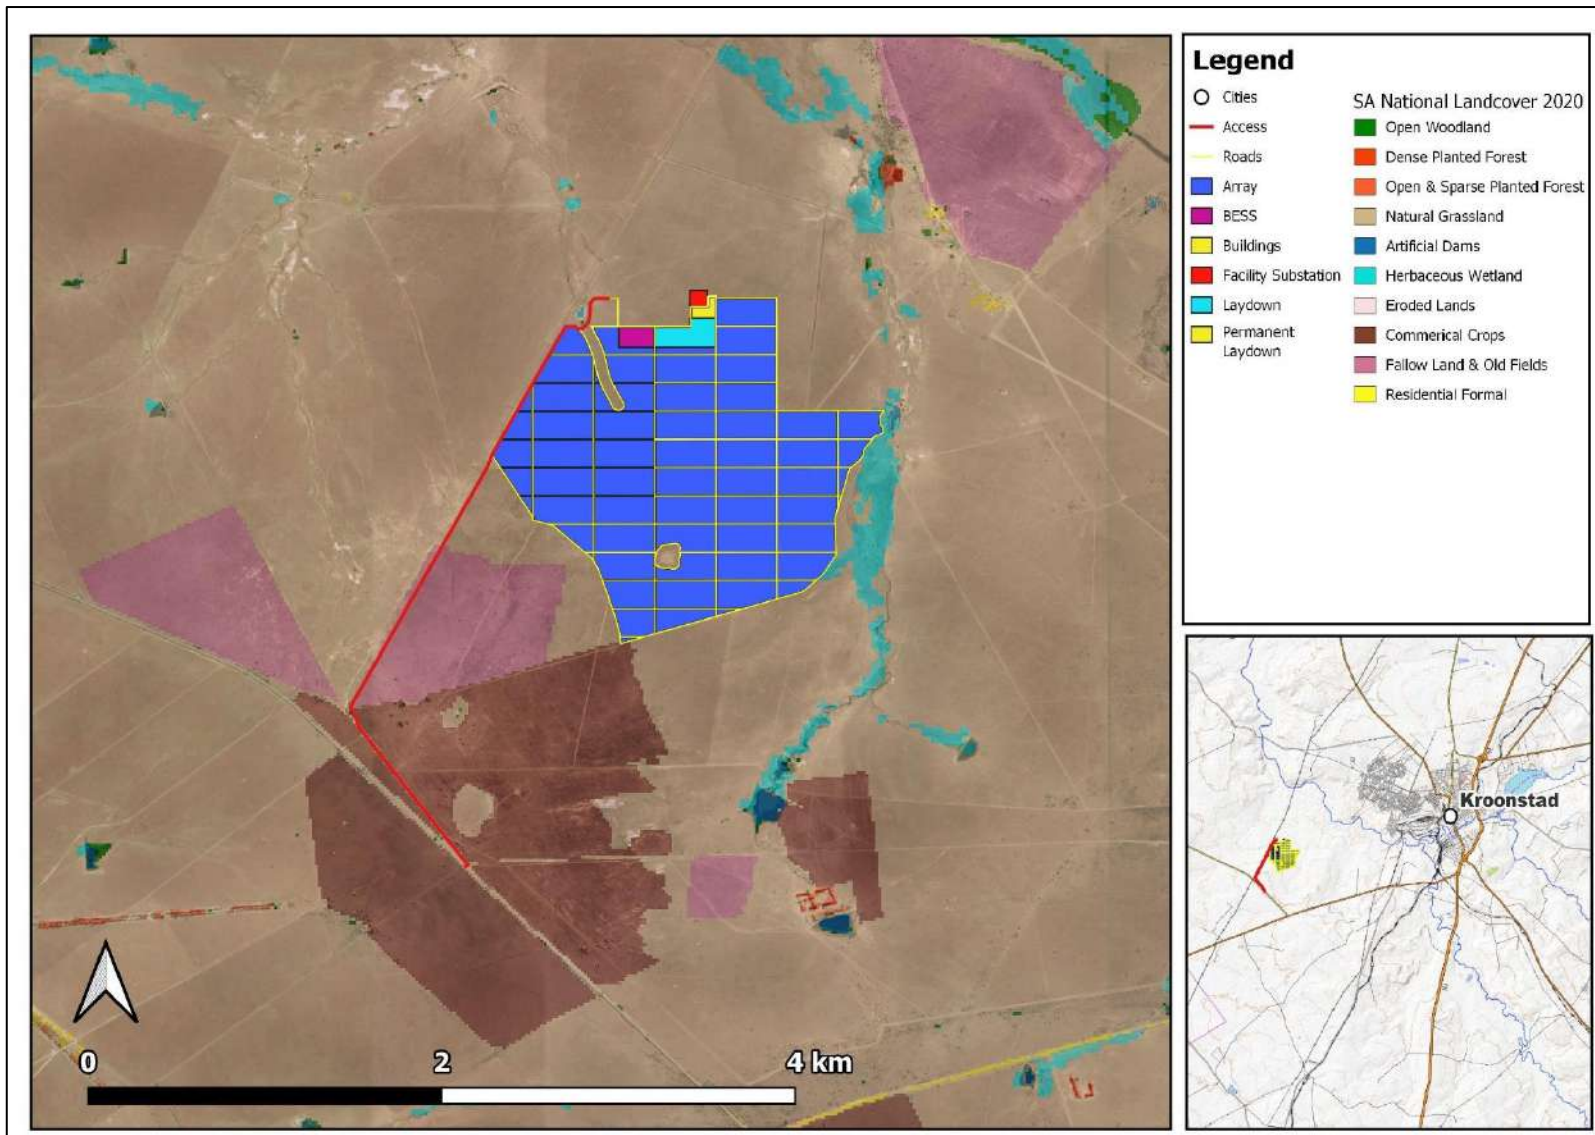 Legend
Cities
Access
Roads
Array
BESS
Buildings
Facility Substation
Laydown
Permanent
Laydown
SA National Landcover 2020
Open Woodland
Dense Planted Forest
Open & Sparse Planted Forest
Natural Grassland
Artificial Dams
Herbaceous Wetland
Eroded Lands
Commerical Crops
Fallow Land & Old Fields
Residential Formal
0
2
4 km
Kroonstad